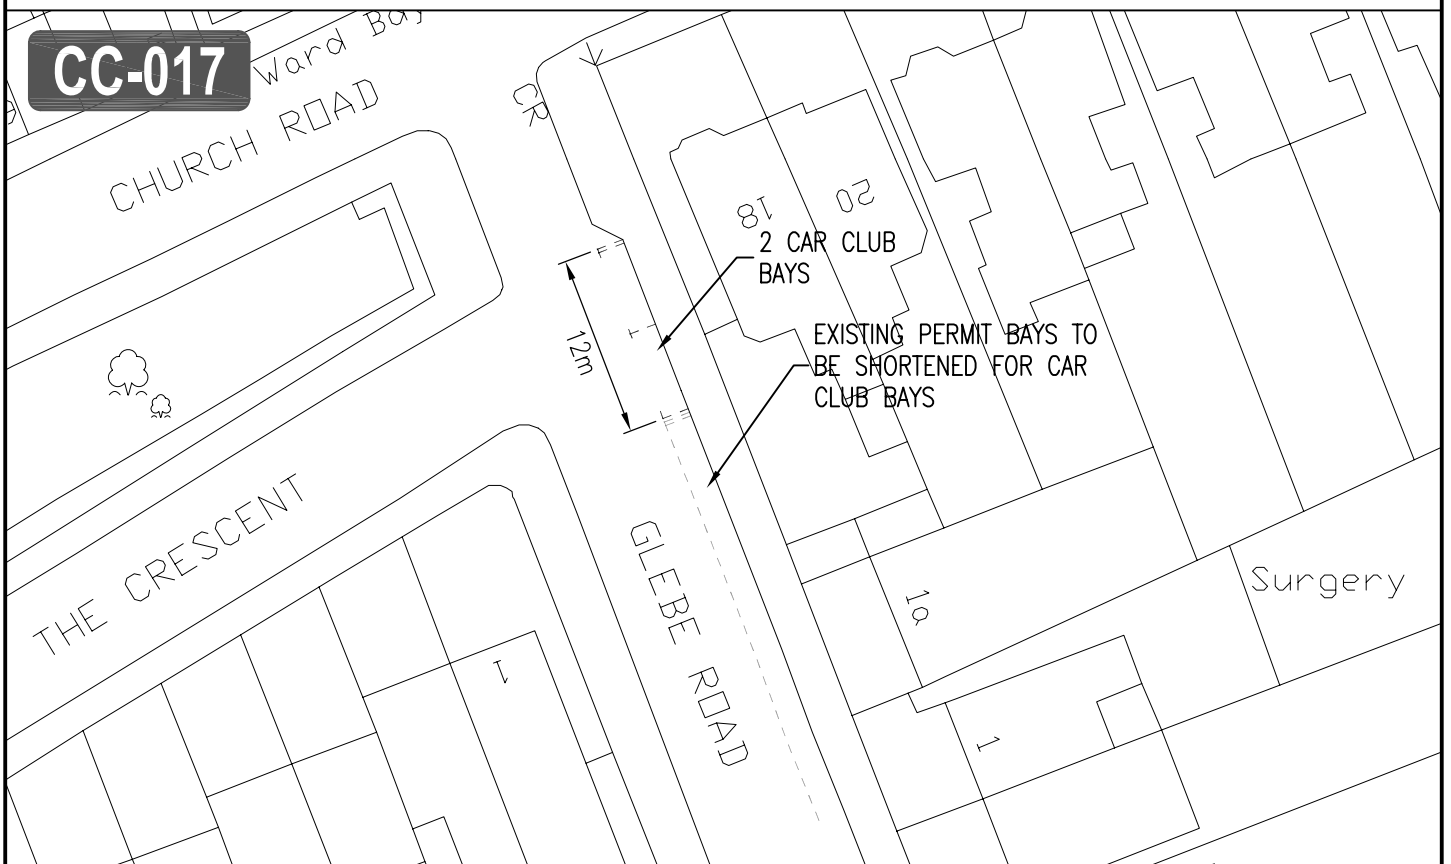 CC-017
Ward Bdy
CHURCH ROAD
CR
18
20
2 CAR CLUB
BAYS
12m
EXISTING PERMIT BAYS TO
BE SHORTENED FOR CAR
CLUB BAYS
THE CRESCENT
GLEBE ROAD
1a
Surgery
1
1